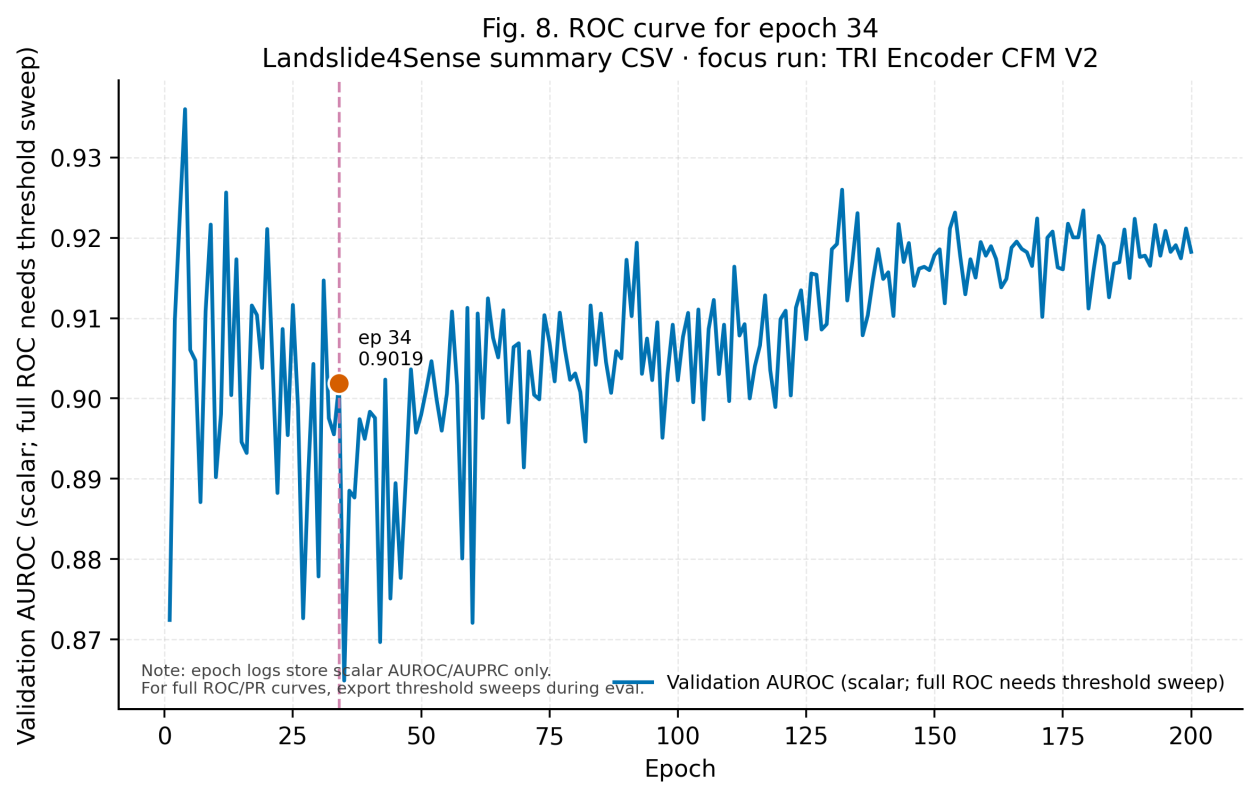 Fig. 8. ROC curve for epoch 34
Landslide4Sense summary CSV · focus run: TRI Encoder CFM V2
Validation AUROC (scalar; full ROC needs threshold sweep)
0.93
0.92
0.91
0.90
0.89
0.88
0.87
ep 34
0.9019
Note: epoch logs store scalar AUROC/AUPRC only.
For full ROC/PR curves, export threshold sweeps during eval.
Validation AUROC (scalar; full ROC needs threshold sweep)
0 25 50 75 100 125 150 175 200
Epoch